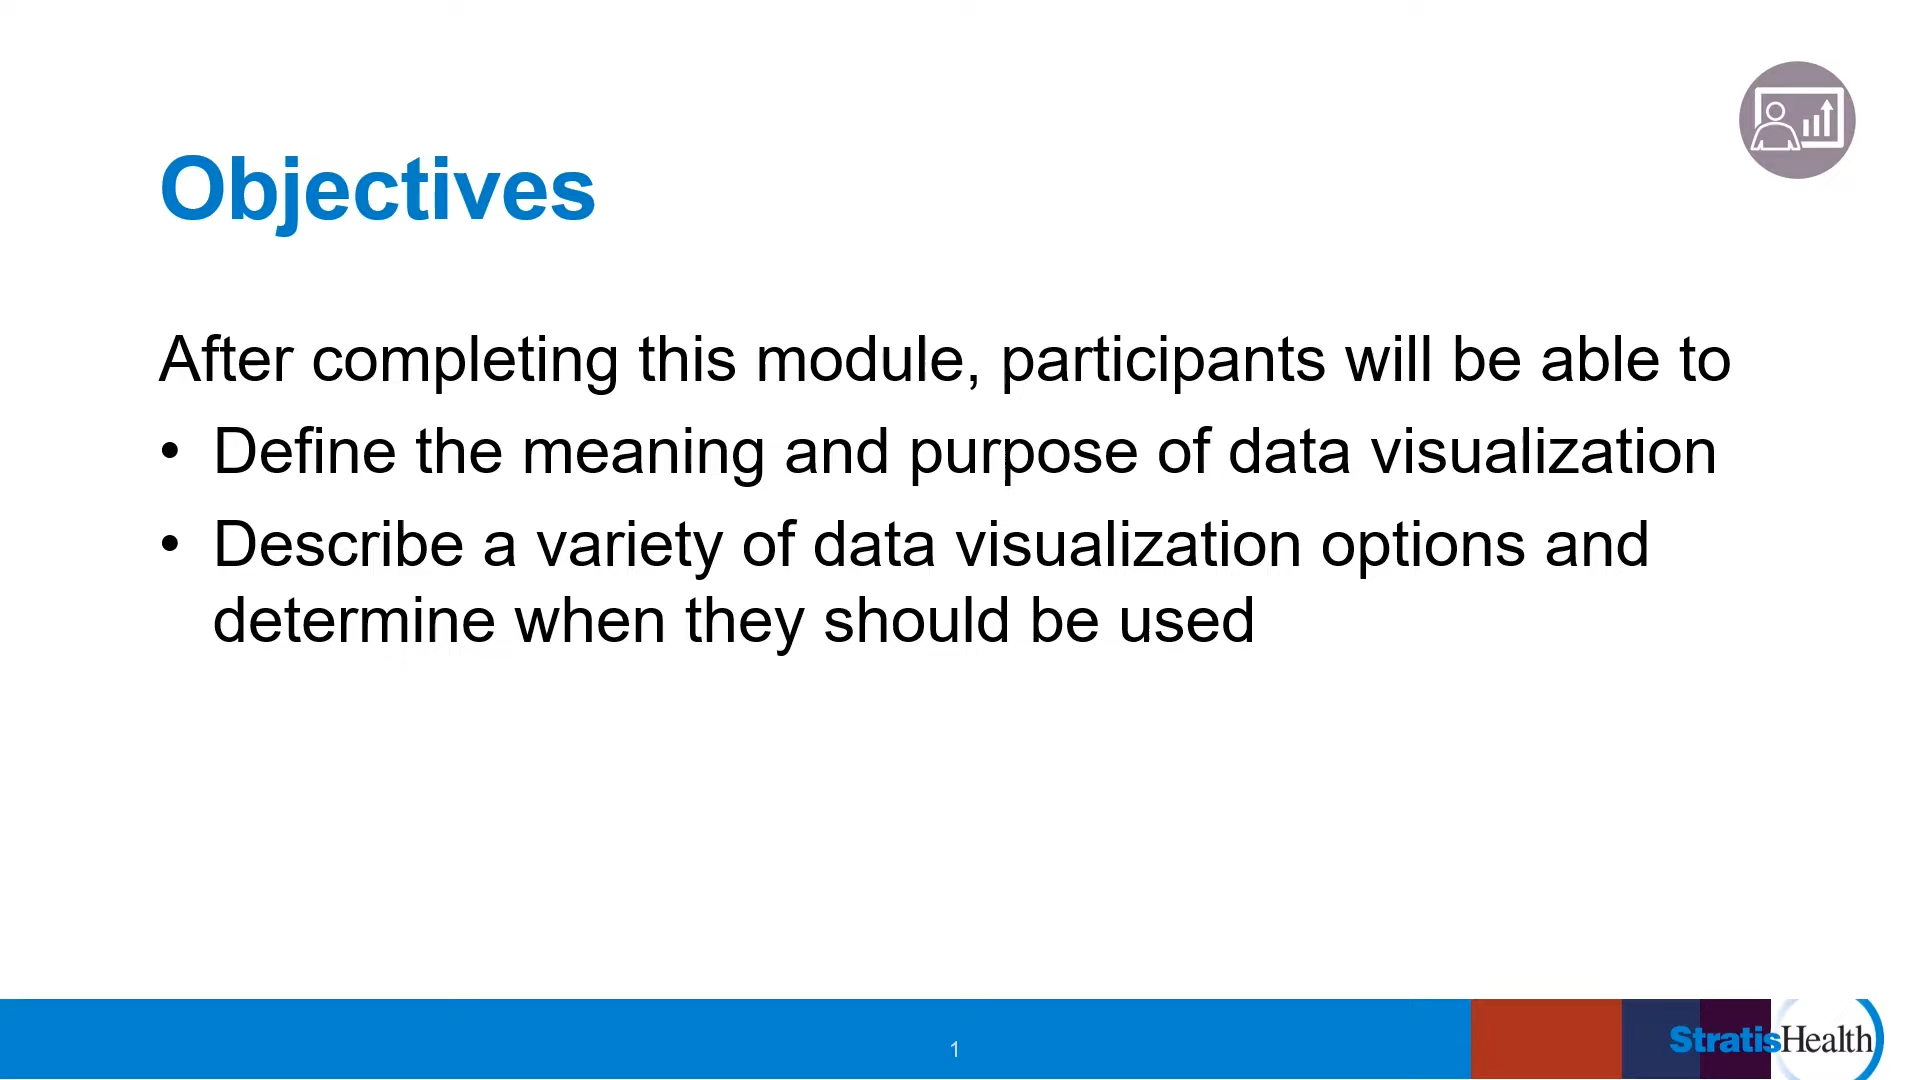 Objectives
After completing this module, participants will be able to
• Define the meaning and purpose of data visualization
• Describe a variety of data visualization options and
determine when they should be used
1
StratisHealth